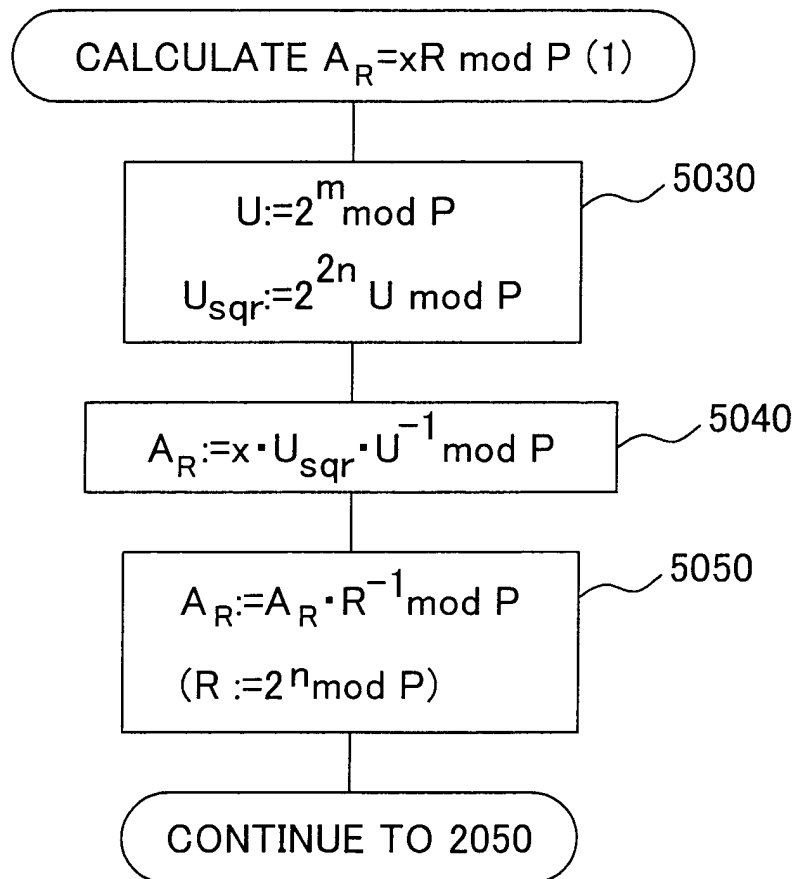 CALCULATE A_R=xR mod P (1)
5030
U:=2^m mod P
U_sqr:=2^2n U mod P
5040
A_R:=x・U_sqr・U^-1 mod P
5050
A_R:=A_R・R^-1 mod P
(R :=2^n mod P)
CONTINUE TO 2050